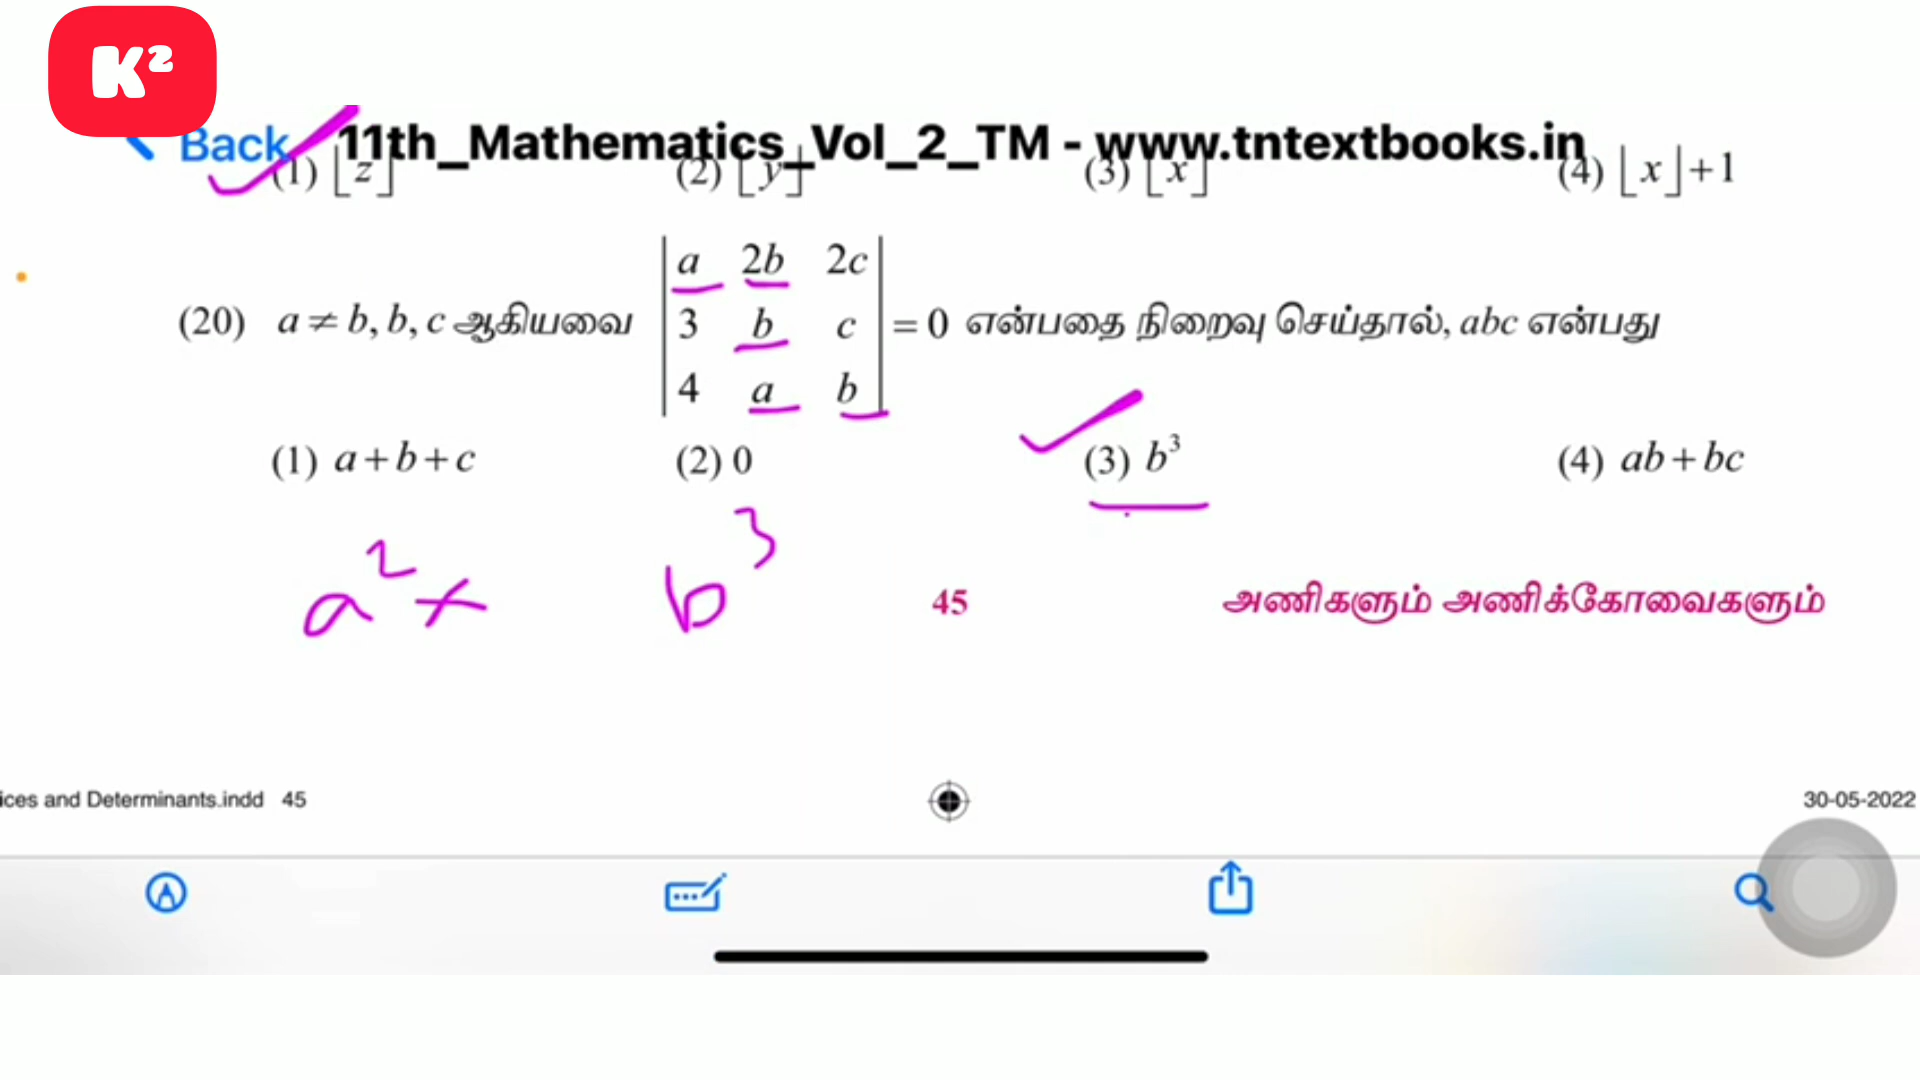 K²
Back 11th_Mathematics_Vol_2_TM - www.tntextbooks.in
(1) ⌊z⌋ (2) ⌊y⌋ (3) ⌊x⌋ (4) ⌊x⌋+1
a 2b 2c
(20) a ≠ b, b, c ஆகியவை 3 b c = 0 என்பதை நிறைவு செய்தால், abc என்பது
4 a b
(1) a+b+c (2) 0 (3) b³ (4) ab+bc
a² × b³
45 அணிகளும் அணிக்கோவைகளும்
ices and Determinants.indd 45 30-05-2022